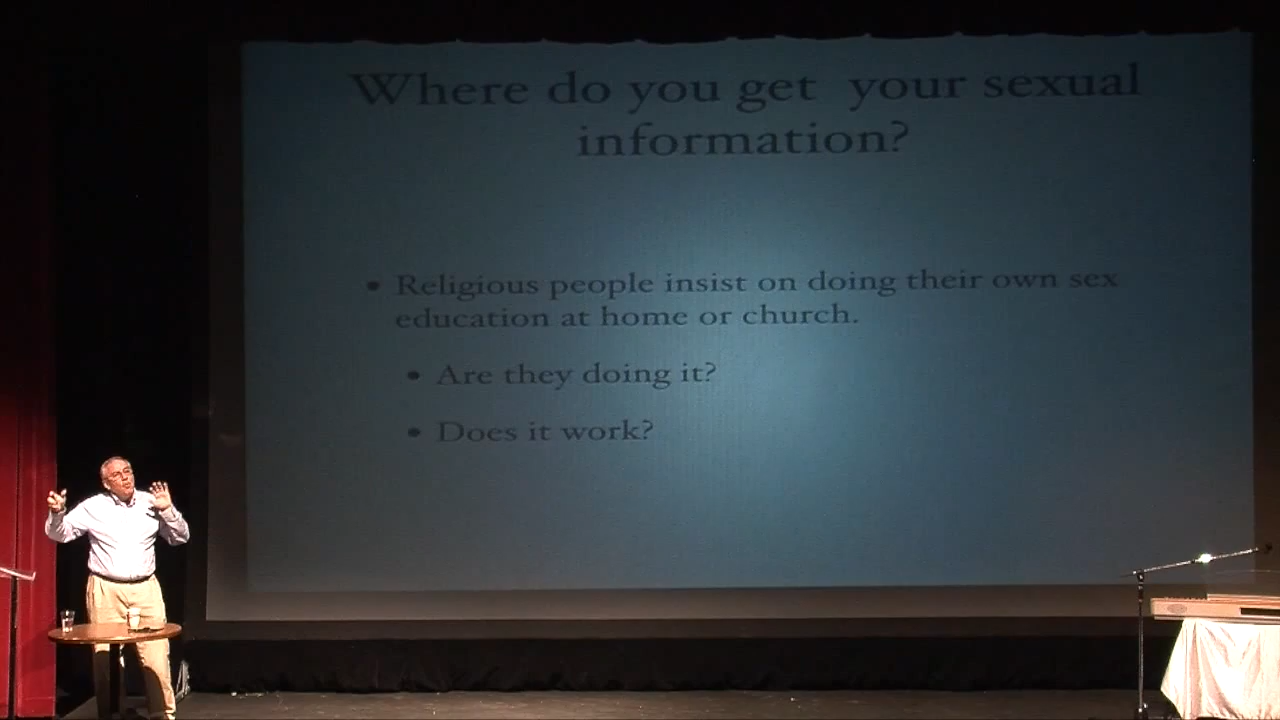 Where do you get your sexual
information?
• Religious people insist on doing their own sex
education at home or church.
• Are they doing it?
• Does it work?